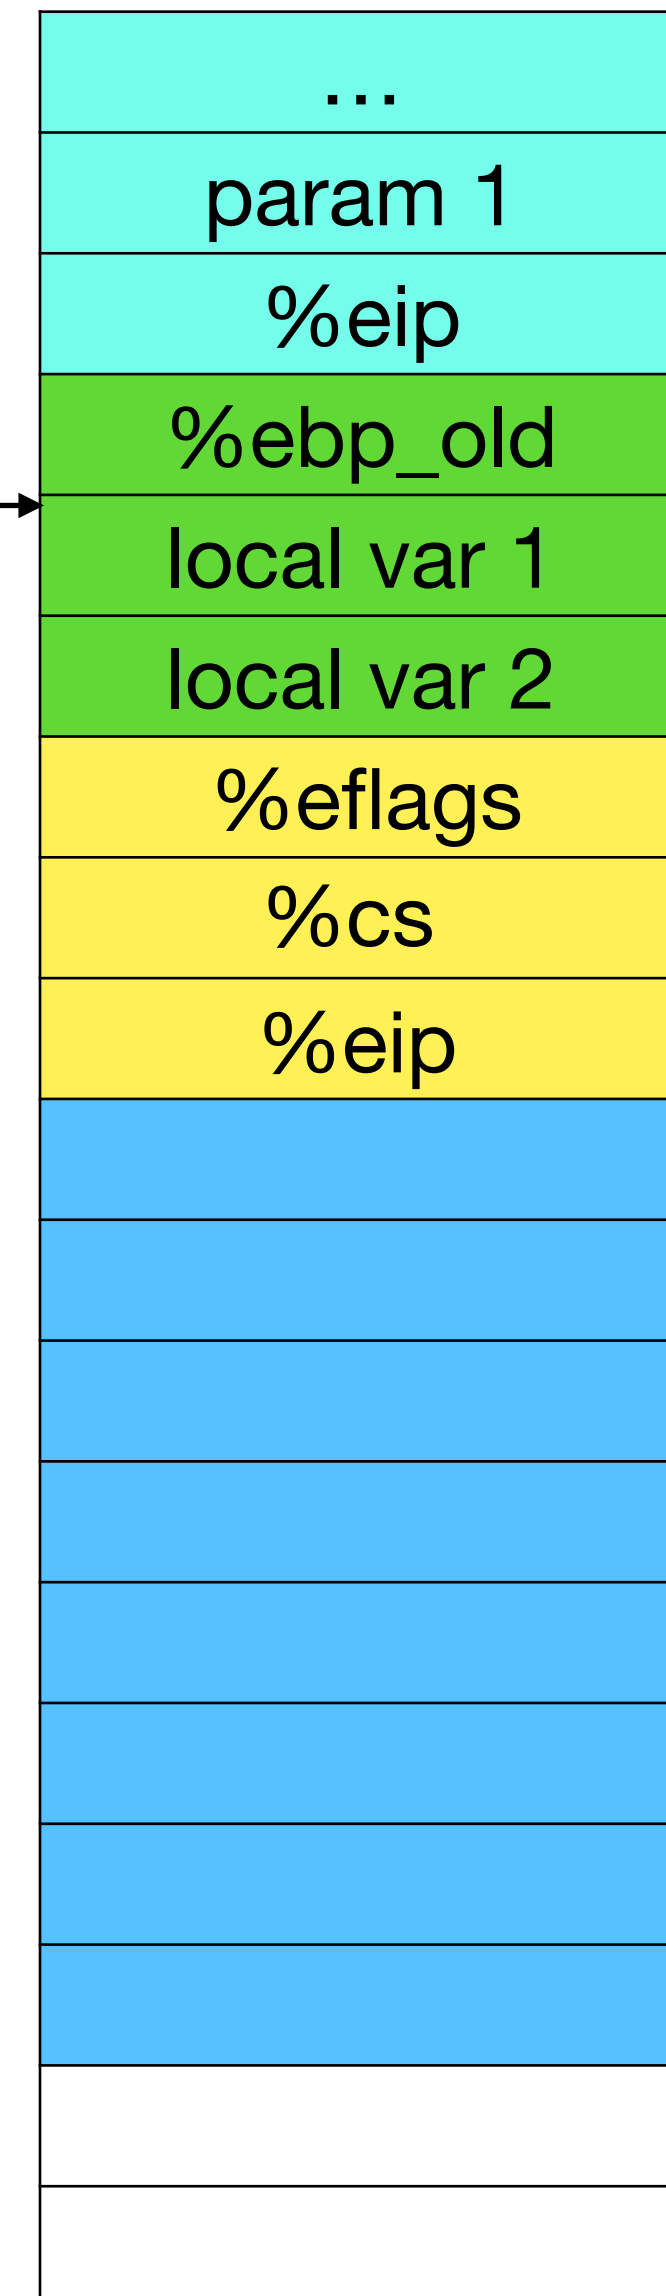 ...
param 1
%eip
%ebp_old
local var 1
local var 2
%eflags
%cs
%eip